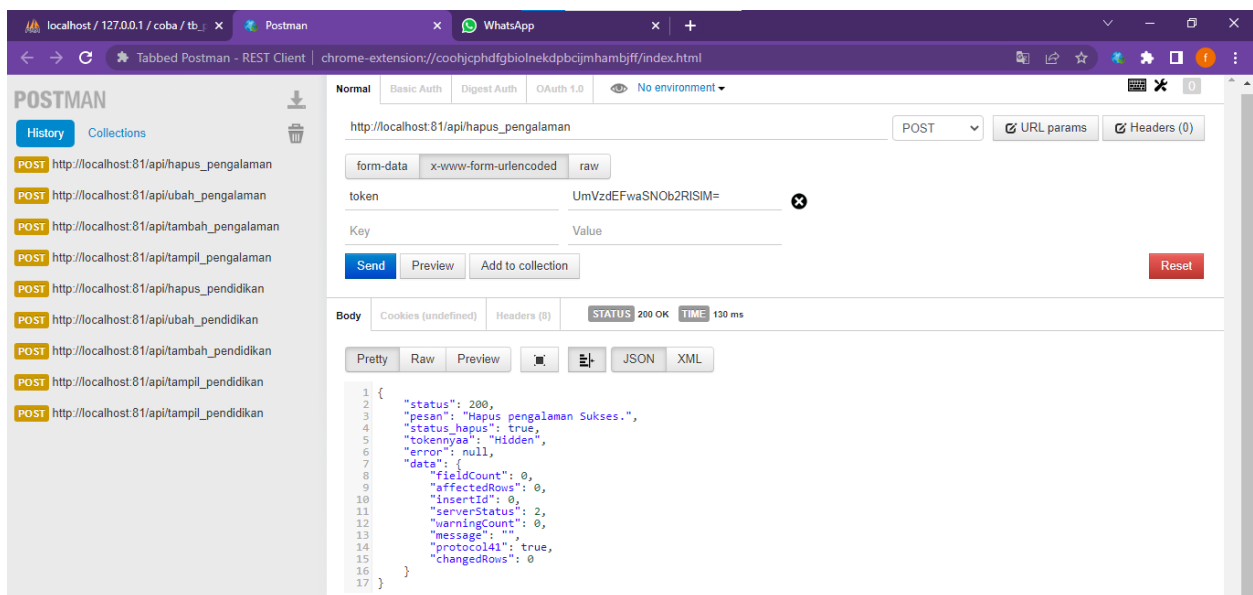 localhost / 127.0.0.1 / coba / tb_p
Postman
WhatsApp
Tabbed Postman - REST Client
chrome-extension://coohjcphdfgbiolnekdpbcijmhambjff/index.html
f
POSTMAN
History
Collections
POST http://localhost:81/api/hapus_pengalaman
POST http://localhost:81/api/ubah_pengalaman
POST http://localhost:81/api/tambah_pengalaman
POST http://localhost:81/api/tampil_pengalaman
POST http://localhost:81/api/hapus_pendidikan
POST http://localhost:81/api/ubah_pendidikan
POST http://localhost:81/api/tambah_pendidikan
POST http://localhost:81/api/tampil_pendidikan
POST http://localhost:81/api/tampil_pendidikan
Normal Basic Auth Digest Auth OAuth 1.0 No environment
0
http://localhost:81/api/hapus_pengalaman POST URL params Headers (0)
form-data x-www-form-urlencoded raw
token UmVzdEFwaSNOb2RlSlM=
Key Value
Send Preview Add to collection Reset
Body Cookies (undefined) Headers (8) STATUS 200 OK TIME 130 ms
Pretty Raw Preview JSON XML
1 {
2 "status": 200,
3 "pesan": "Hapus pengalaman Sukses.",
4 "status_hapus": true,
5 "tokennyaa": "Hidden",
6 "error": null,
7 "data": {
8 "fieldCount": 0,
9 "affectedRows": 0,
10 "insertId": 0,
11 "serverStatus": 2,
12 "warningCount": 0,
13 "message": "",
14 "protocol41": true,
15 "changedRows": 0
16 }
17 }